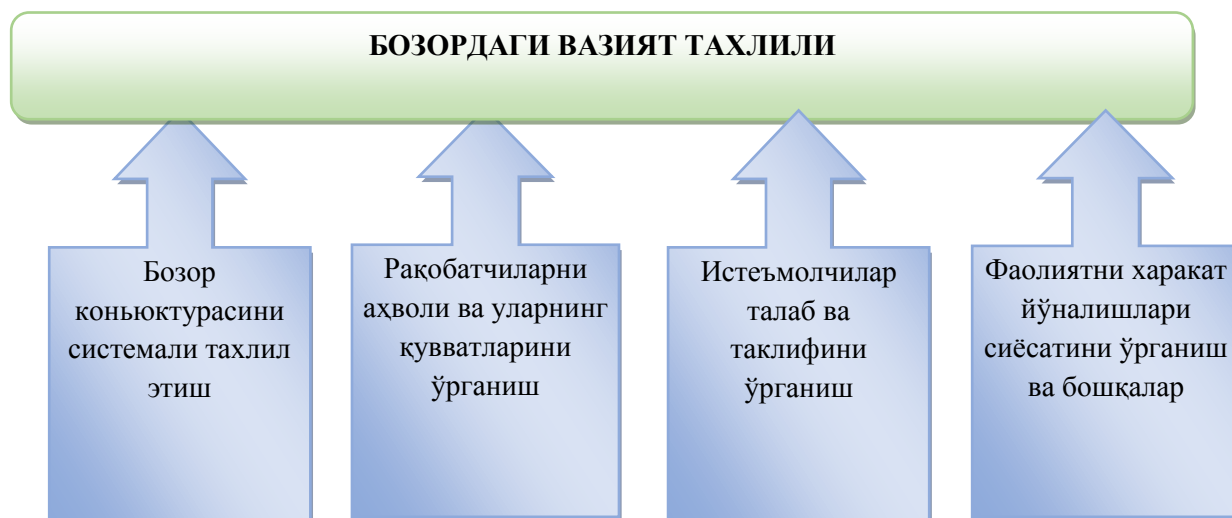 БОЗОРДАГИ ВАЗИЯТ ТАХЛИЛИ
Бозор
коньюктурасини
системали тахлил
этиш
Рақобатчиларни
аҳволи ва уларнинг
қувватларини
ўрганиш
Истеъмолчилар
талаб ва
таклифини
ўрганиш
Фаолиятни харакат
йўналишлари
сиёсатини ўрганиш
ва бошқалар